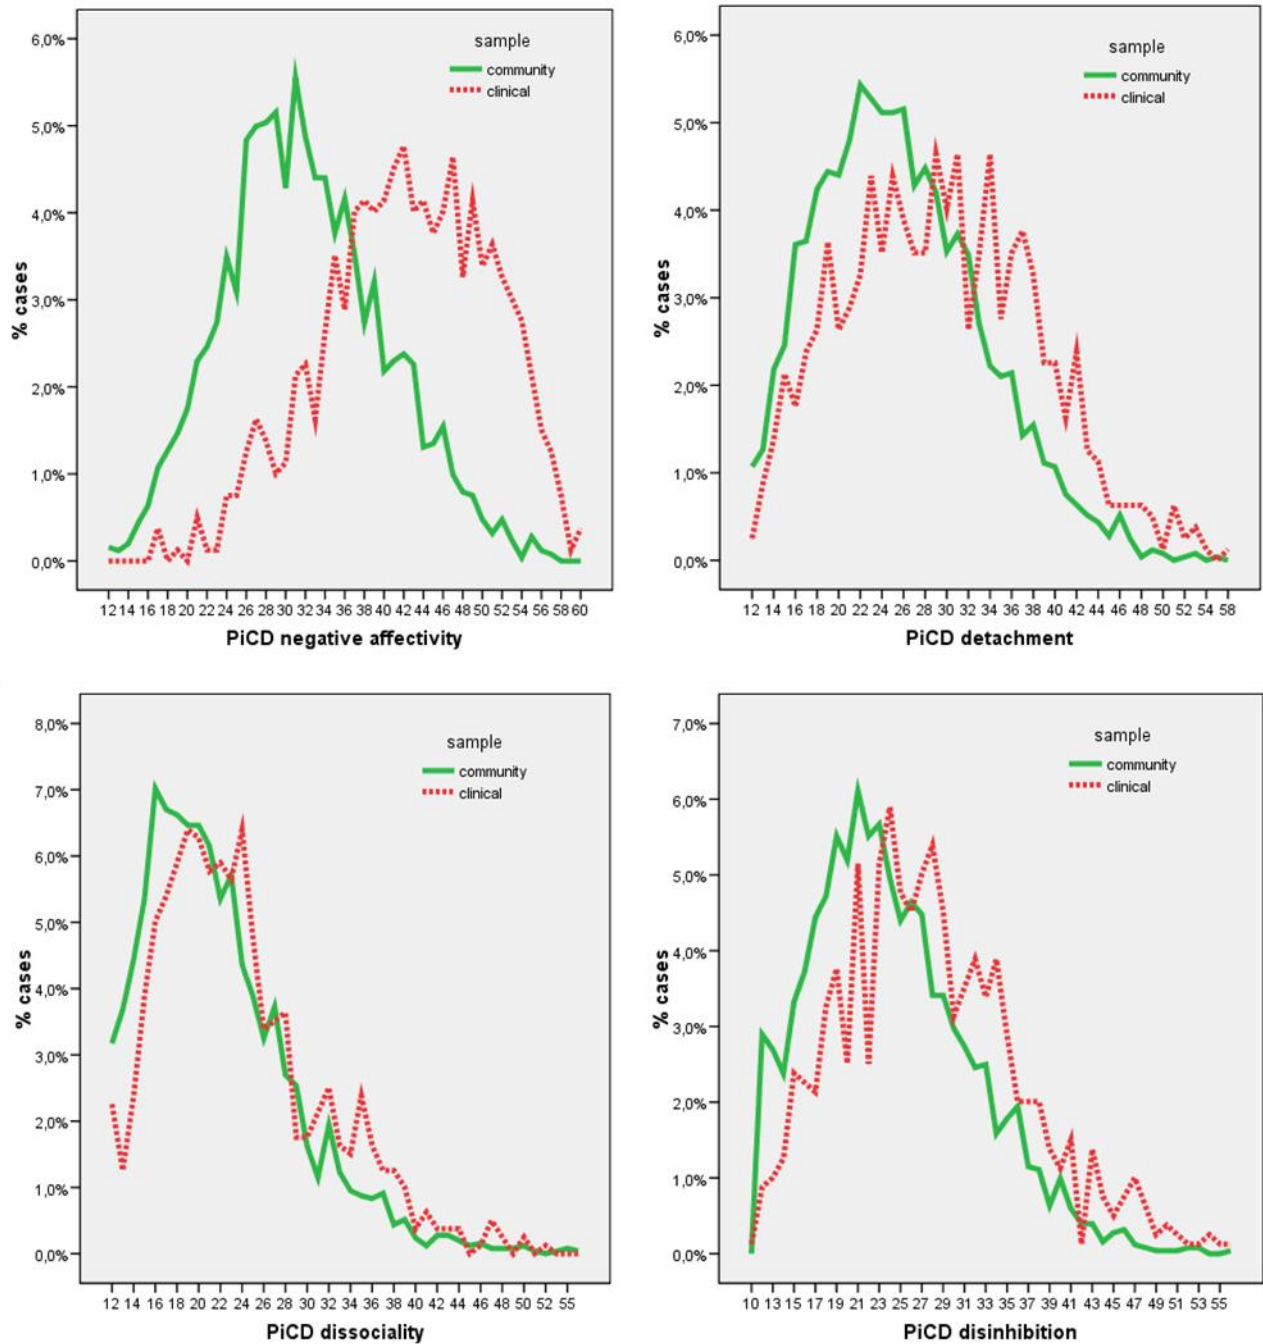 sample
community
clinical
6,0%
5,0%
4,0%
3,0%
2,0%
1,0%
0,0%
% cases
12 14 16 18 20 22 24 26 28 30 32 34 36 38 40 42 44 46 48 50 52 54 56 58 60
PiCD negative affectivity
sample
community
clinical
6,0%
5,0%
4,0%
3,0%
2,0%
1,0%
0,0%
% cases
12 14 16 18 20 22 24 26 28 30 32 34 36 38 40 42 44 46 48 50 52 54 58
PiCD detachment
sample
community
clinical
8,0%
7,0%
6,0%
5,0%
4,0%
3,0%
2,0%
1,0%
0,0%
% cases
12 14 16 18 20 22 24 26 28 30 32 34 36 38 40 42 44 46 48 50 52 55
PiCD dissociality
sample
community
clinical
7,0%
6,0%
5,0%
4,0%
3,0%
2,0%
1,0%
0,0%
% cases
10 13 15 17 19 21 23 25 27 29 31 33 35 37 39 41 43 45 47 49 51 53 55
PiCD disinhibition